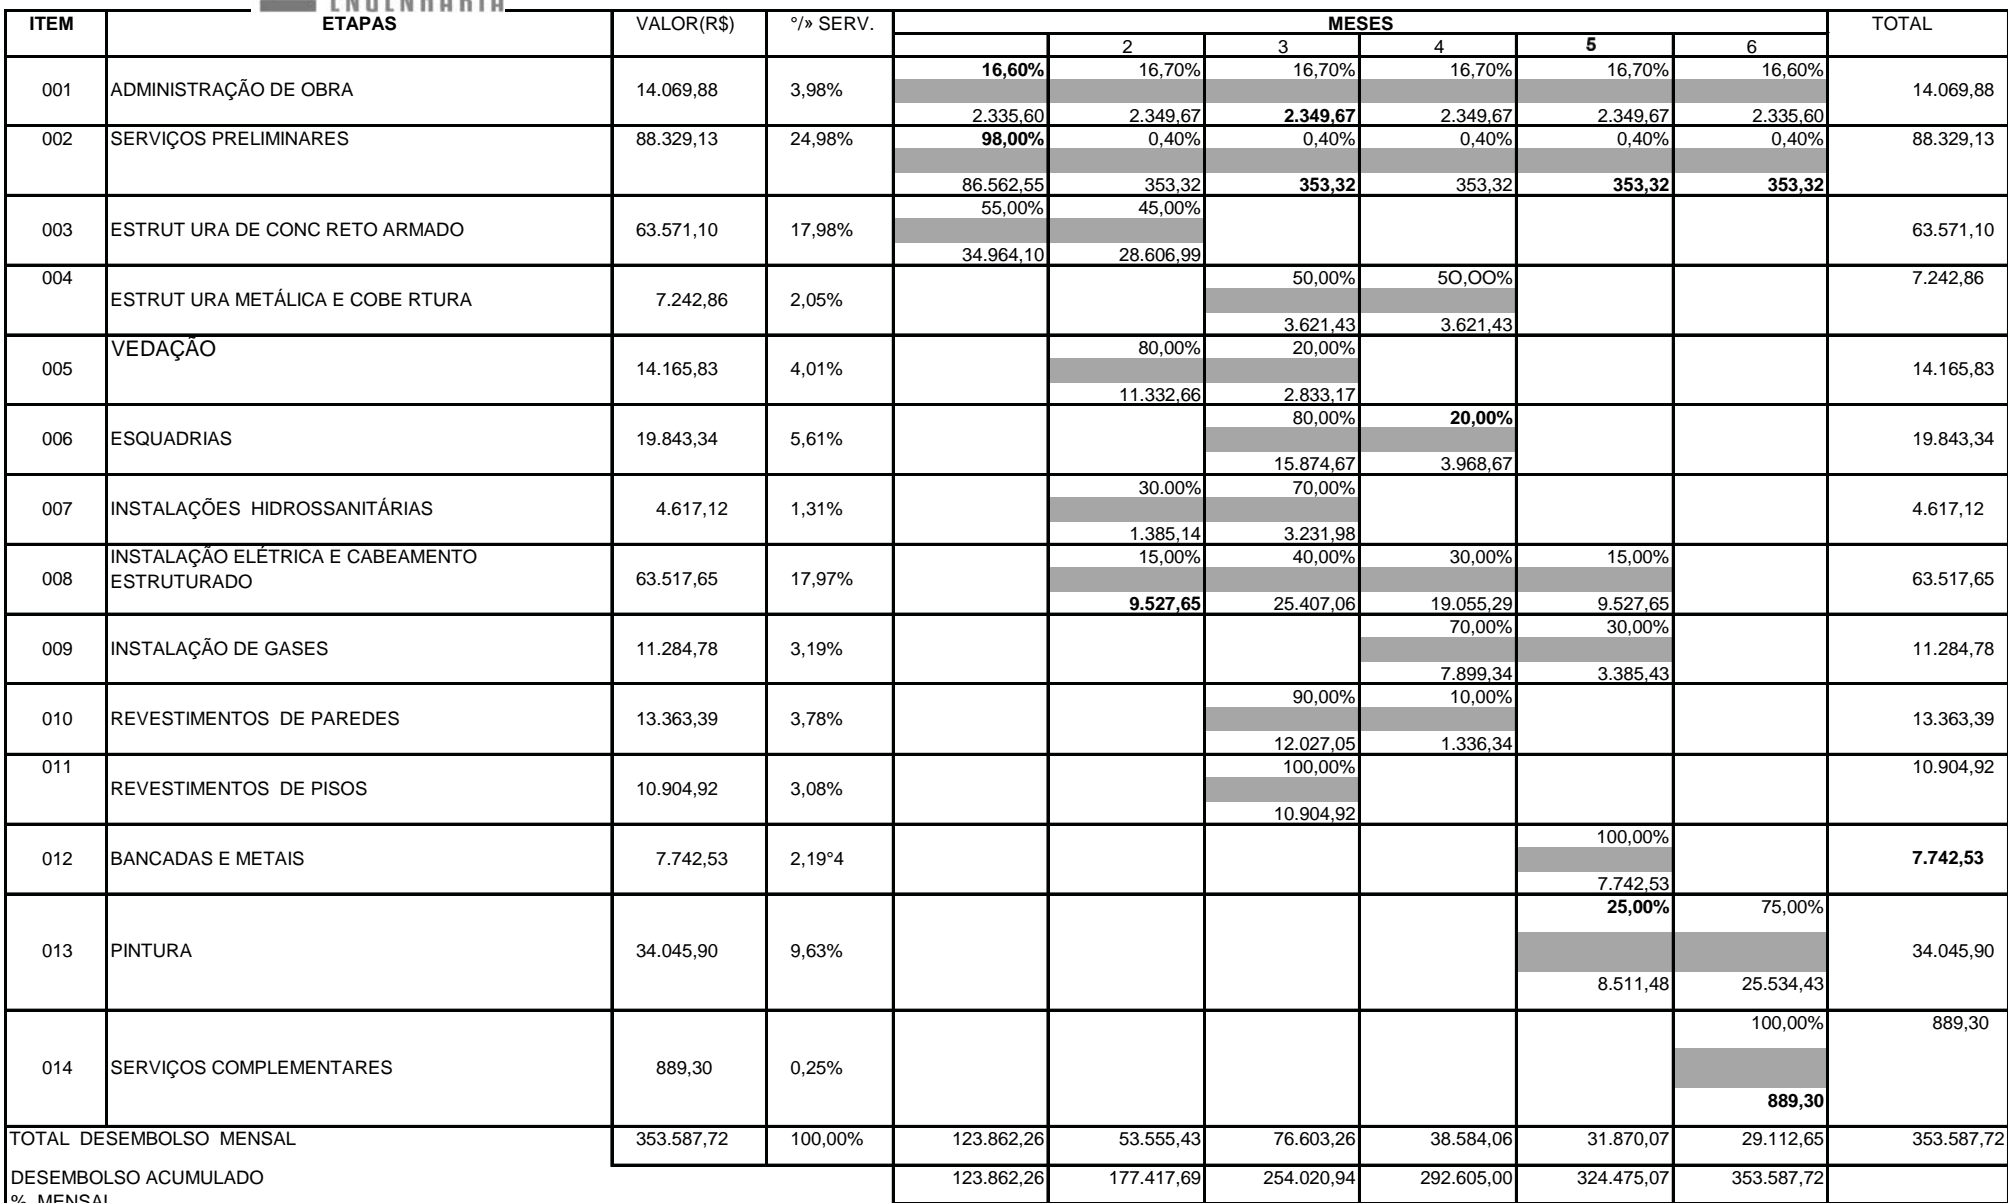 ENGENHARIA
ITEM ETAPAS VALOR(R$) °/» SERV. MESES TOTAL
2 3 4 5 6
16,60% 16,70% 16,70% 16,70% 16,70% 16,60%
001 ADMINISTRAÇÃO DE OBRA 14.069,88 3,98% 14.069,88
2.335,60 2.349,67 2.349,67 2.349,67 2.349,67 2.335,60
002 SERVIÇOS PRELIMINARES 88.329,13 24,98% 98,00% 0,40% 0,40% 0,40% 0,40% 0,40% 88.329,13
86.562,55 353,32 353,32 353,32 353,32 353,32
55,00% 45,00%
003 ESTRUT URA DE CONC RETO ARMADO 63.571,10 17,98% 63.571,10
34.964,10 28.606,99
004 50,00% 5O,OO% 7.242,86
ESTRUT URA METÁLICA E COBE RTURA 7.242,86 2,05%
3.621,43 3.621,43
VEDAÇÃO 80,00% 20,00%
005 14.165,83 4,01% 14.165,83
11.332,66 2.833,17
80,00% 20,00%
006 ESQUADRIAS 19.843,34 5,61% 19.843,34
15.874,67 3.968,67
30.00% 70,00%
007 INSTALAÇÕES HIDROSSANITÁRIAS 4.617,12 1,31% 4.617,12
1.385,14 3.231,98
INSTALAÇÃO ELÉTRICA E CABEAMENTO 15,00% 40,00% 30,00% 15,00%
008 ESTRUTURADO 63.517,65 17,97% 63.517,65
9.527,65 25.407,06 19.055,29 9.527,65
70,00% 30,00%
009 INSTALAÇÃO DE GASES 11.284,78 3,19% 11.284,78
7.899,34 3.385,43
90,00% 10,00%
010 REVESTIMENTOS DE PAREDES 13.363,39 3,78% 13.363,39
12.027,05 1.336,34
011 100,00% 10.904,92
REVESTIMENTOS DE PISOS 10.904,92 3,08%
10.904,92
100,00%
012 BANCADAS E METAIS 7.742,53 2,19°4 7.742,53
7.742,53
25,00% 75,00%
013 PINTURA 34.045,90 9,63% 34.045,90
8.511,48 25.534,43
100,00% 889,30
014 SERVIÇOS COMPLEMENTARES 889,30 0,25%
889,30
TOTAL DESEMBOLSO MENSAL 353.587,72 100,00% 123.862,26 53.555,43 76.603,26 38.584,06 31.870,07 29.112,65 353.587,72
DESEMBOLSO ACUMULADO 123.862,26 177.417,69 254.020,94 292.605,00 324.475,07 353.587,72
% MENSAL